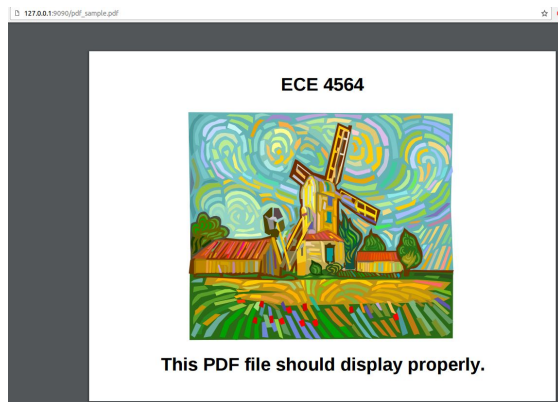 127.0.0.1:9090/pdf_sample.pdf
ECE 4564
This PDF file should display properly.